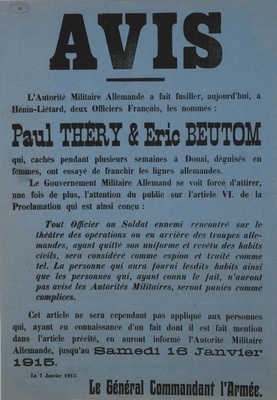 AVIS
L'Autorité Militaire Allemande a fait fusiller, aujourd'hui, à
Hénin-Liétard, deux Officiers Français, les nommés :
Paul THÉRY & Eric BEUTOM
qui, cachés pendant plusieurs semaines à Douai, déguisés en
femmes, ont essayé de franchir les lignes allemandes.
Le Gouvernement Militaire Allemand se voit forcé d'attirer,
une fois de plus, l'attention du public sur l'article VI. de la
Proclamation qui est ainsi conçu :
Tout Officier ou Soldat ennemi rencontré sur le
théâtre des opérations ou en arrière des troupes alle-
mandes, ayant quitté son uniforme et revêtu des habits
civils, sera considéré comme espion et traité comme
tel. La personne qui aura fourni lesdits habits ainsi
que les personnes qui, ayant connu le fait, n'auront
pas avisé les Autorités Militaires, seront punies comme
complices.
Cet article ne sera cependant pas appliqué aux personnes
qui, ayant en connaissance d'un fait dont il est fait mention
dans l'article précité, en auront informé l'Autorité Militaire
Allemande, jusqu'au Samedi 16 Janvier
1915.
Le 7 Janvier 1915.
Le Général Commandant l'Armée.